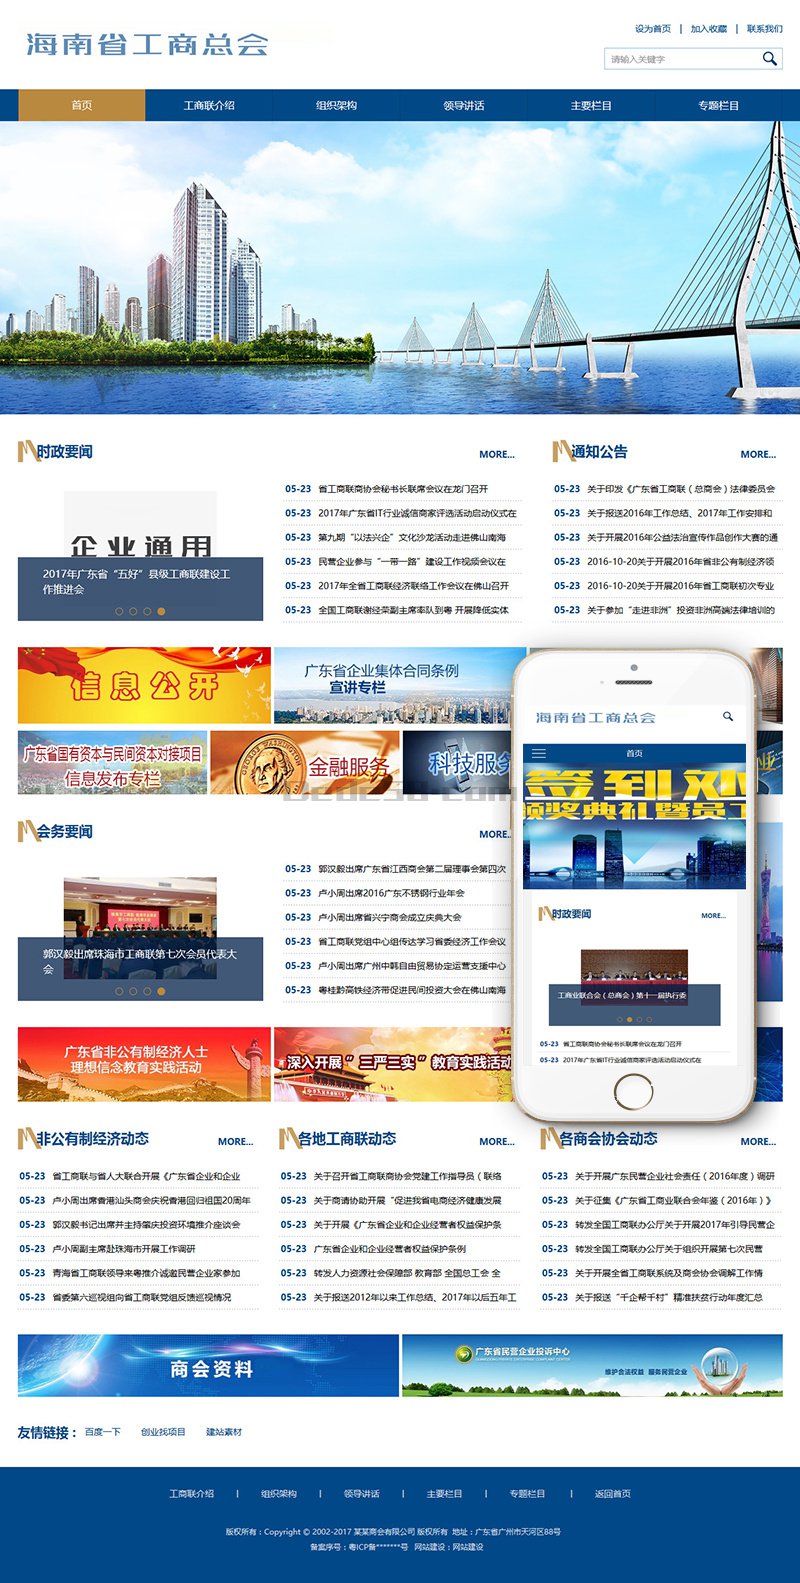 海南省工商总会
设为首页 | 加入收藏 | 联系我们
请输入关键字
首页 工商联介绍 组织架构 领导讲话 主要栏目 专题栏目
时政要闻 MORE...
企业通用
2017年广东省“五好”县级工商联建设工
作推进会
05-23 省工商联商协会秘书长联席会议在龙门召开
05-23 2017年广东省IT行业诚信商家评选活动启动仪式在
05-23 第九期“以法兴企”文化沙龙活动走进佛山南海
05-23 民营企业参与“一带一路”建设工作视频会议在
05-23 2017年全省工商联经济联络工作会议在佛山召开
05-23 全国工商联谢经荣副主席率队到粤 开展降低实体
通知公告 MORE...
05-23 关于印发《广东省工商联（总商会）法律委员会
05-23 关于报送2016年工作总结、2017年工作安排和
05-23 关于开展2016年公益法治宣传作品创作大赛的通
05-23 2016-10-20关于开展2016年省非公有制经济领
05-23 2016-10-20关于开展2016年工商联初次专业
05-23 关于参加“走进非洲”投资非洲高端法律培训的
信息公开
广东省企业集体合同条例
宣讲专栏
广东省国有资本与民间资本对接项目
信息发布专栏
金融服务
科技服务
会务要闻 MORE...
郭汉毅出席珠海市工商联第七次会员代表大
会
05-23 郭汉毅出席广东省江西商会第二届理事会第四次
05-23 卢小周出席2016广东不锈钢行业年会
05-23 卢小周出席省兴宁商会成立庆典大会
05-23 省工商联党组中心组传达学习省委经济工作会议
05-23 卢小周出席广州中韩自由贸易协定运营支援中心
05-23 粤桂黔高铁经济带促进民间投资大会在佛山南海
海南省工商总会
首页
签到处
颁奖典礼暨员工
时政要闻 MORE...
工商业联合会（总商会）第十一届执行委
05-23 省工商联商协会秘书长联席会议在龙门召开
05-23 2017年广东省IT行业诚信商家评选活动启动仪式在
广东省非公有制经济人士
理想信念教育实践活动
深入开展“三严三实”教育实践活动
非公有制经济动态 MORE...
05-23 省工商联与省人大联合开展《广东省企业和企业
05-23 卢小周出席香港汕头商会庆祝香港回归祖国20周年
05-23 郭汉毅书记出席并主持肇庆投资环境推介座谈会
05-23 卢小周副主席赴珠海市开展工作调研
05-23 青海省工商联领导来粤推介诚邀民营企业家参加
05-23 省委第六巡视组向省工商联党组反馈巡视情况
各地工商联动态 MORE...
05-23 关于召开省工商联商协会党建工作指导员（联络
05-23 关于商请协助开展“促进我省电商经济健康发展
05-23 关于开展《广东省企业和企业经营者权益保护条
05-23 广东省企业和企业经营者权益保护条例
05-23 转发人力资源社会保障部 教育部 全国总工会 全
05-23 关于报送2012年以来工作总结、2017年以后五年工
各商会协会动态 MORE...
05-23 关于开展广东民营企业社会责任（2016年度）调研
05-23 关于征集《广东省工商业联合会年鉴（2016年）》
05-23 转发全国工商联办公厅关于开展2017年引导民营企
05-23 转发全国工商联办公厅关于组织开展第七次民营
05-23 关于开展全省工商联系统及商会协会调解工作情
05-23 关于报送“千企帮千村”精准扶贫行动年度汇总
商会资料
广东省民营企业投诉中心
GUANGDONG PRIVATE ENTERPRISE COMPLAINT CENTER
维护合法权益 服务民营企业
友情链接： 百度一下 创业找项目 建站素材
工商联介绍 | 组织架构 | 领导讲话 | 主要栏目 | 专题栏目 | 返回首页
版权所有：Copyright © 2002-2017 某某商会有限公司 版权所有 地址：广东省广州市天河区88号
备案序号：粤ICP备*******号 网站建设：网站建设